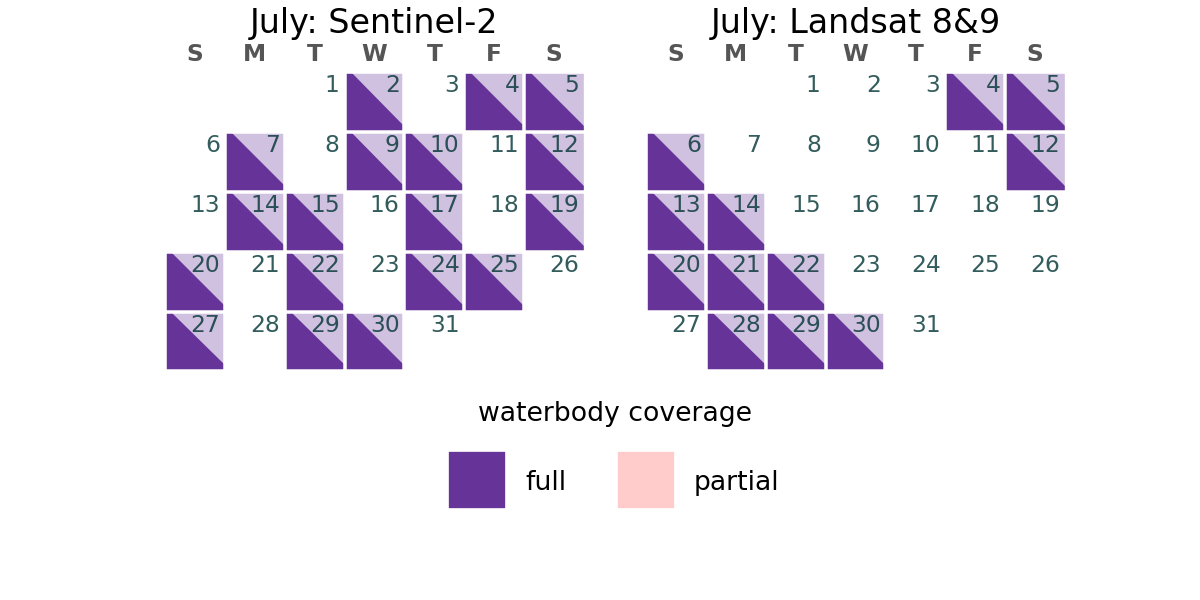 July: Sentinel-2
S M T W T F S
1 2 3 4 5
6 7 8 9 10 11 12
13 14 15 16 17 18 19
20 21 22 23 24 25 26
27 28 29 30 31
July: Landsat 8&9
S M T W T F S
1 2 3 4 5
6 7 8 9 10 11 12
13 14 15 16 17 18 19
20 21 22 23 24 25 26
27 28 29 30 31
waterbody coverage
full partial